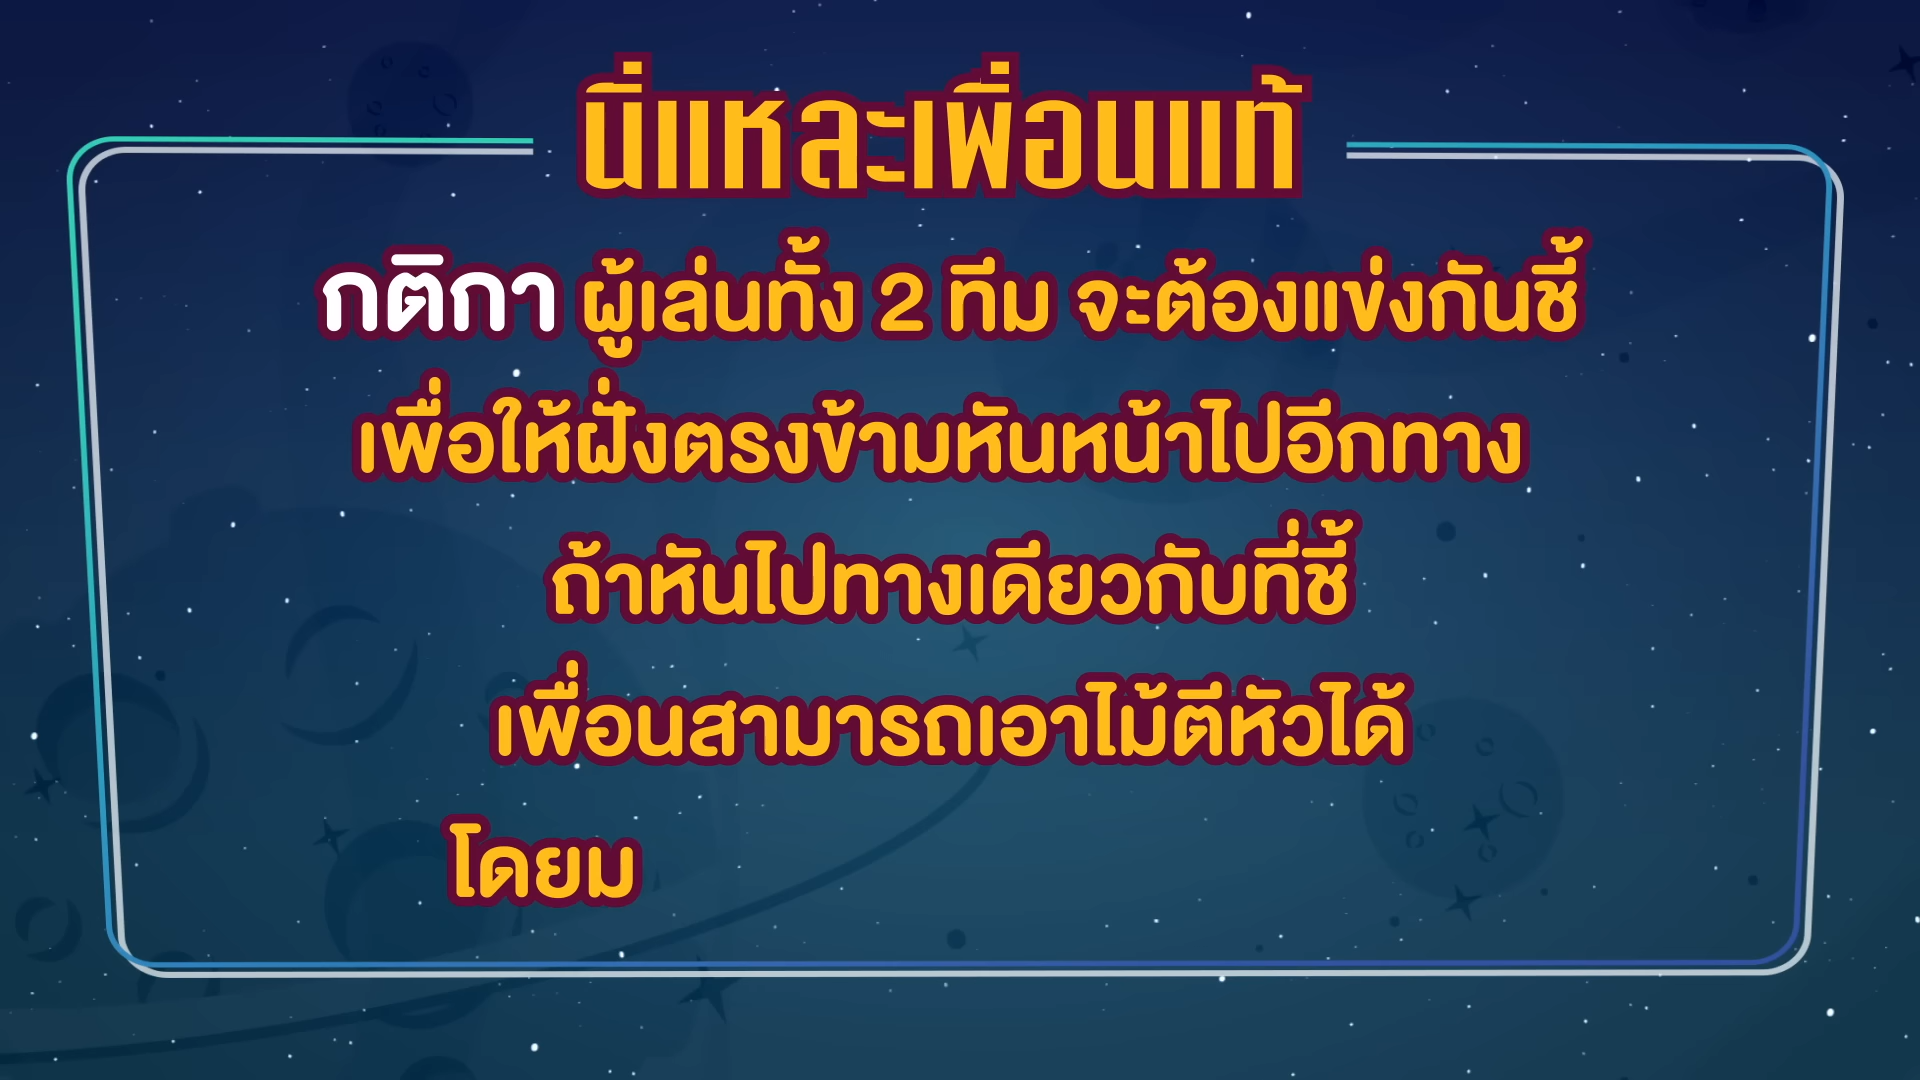 นี่แหละเพื่อนแท้
กติกา ผู้เล่นทั้ง 2 ทีม จะต้องแข่งกันชี้
เพื่อให้ฝั่งตรงข้ามหันหน้าไปอีกทาง
ถ้าหันไปทางเดียวกับที่ชี้
เพื่อนสามารถเอาไม้ตีหัวได้
โดยม